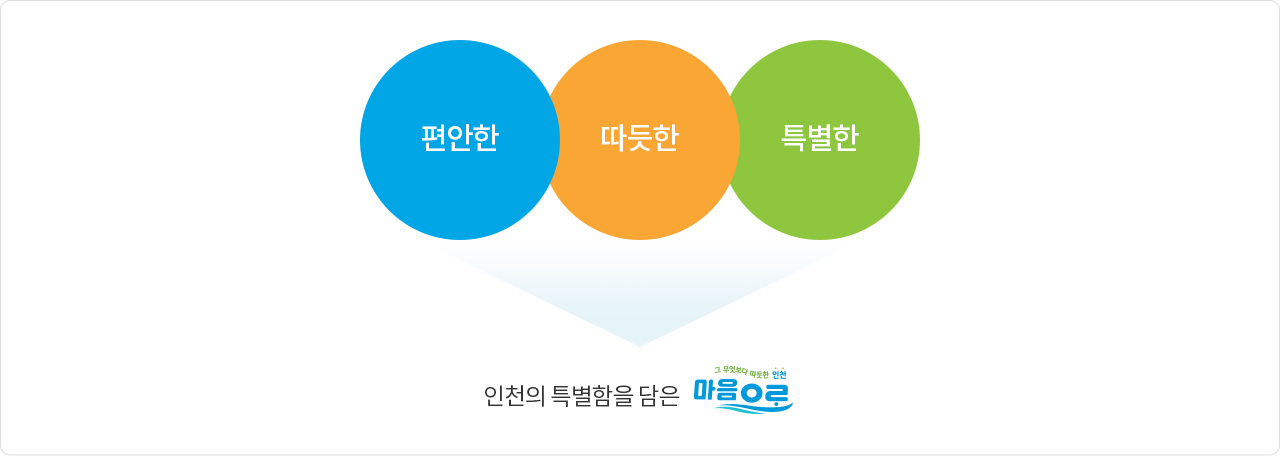 편안한
따듯한
특별한
인천의 특별함을 담은
그 무엇보다 따듯한 인천
마음으로